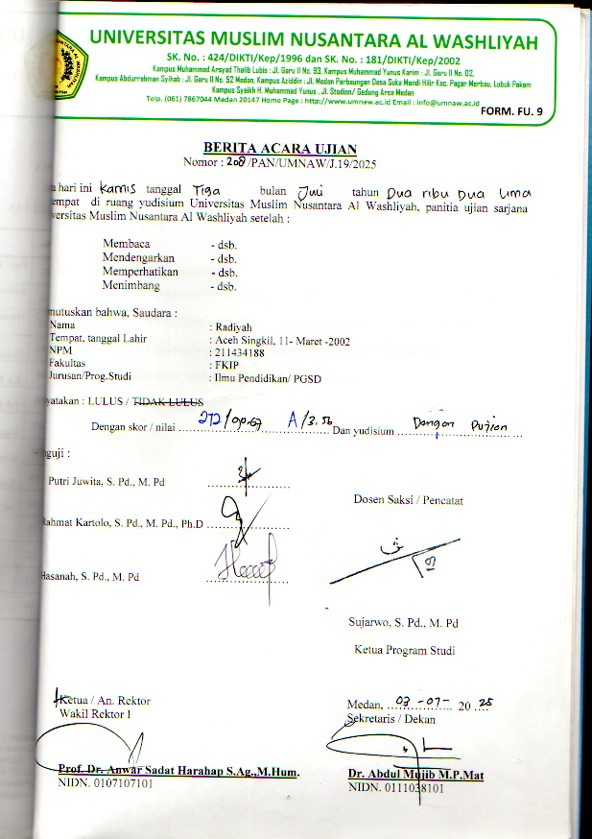 UNIVERSITAS MUSLIM NUSANTARA AL WASHLIYAH
SK. No. : 424/DIKTI/Kep/1996 dan SK. No. : 181/DIKTI/Kep/2002
Kampus Muhammad Arsyad Thalib Lubis : Jl. Garu II No. 93, Kampus Muhammad Yunus Karim : Jl. Garu II No. 02,
Kampus Abdurrahman Syihab : Jl. Garu II No. 52 Medan, Kampus Aziddin : Jl. Medan Perbaungan Desa Suka Mandi Hilir Kec. Pagar Merbau, Lubuk Pakam
Kampus Syaikh H. Muhammad Yunus , Jl. Stadion/ Gedung Arca Medan
Telp. (061) 7867044 Medan 20147 Home Page : http://www.umnaw.ac.id Email : info@umnaw.ac.id
FORM. FU. 9
BERITA ACARA UJIAN
Nomor : 208/PAN/UMNAW/J.19/2025
a hari ini Kamis tanggal Tiga bulan Juli tahun Dua ribu Dua Lima
empat di ruang yudisium Universitas Muslim Nusantara Al Washliyah, panitia ujian sarjana
versitas Muslim Nusantara Al Washliyah setelah :
Membaca - dsb.
Mendengarkan - dsb.
Memperhatikan - dsb.
Menimbang - dsb.
mutuskan bahwa, Saudara :
Nama : Radiyah
Tempat, tanggal Lahir : Aceh Singkil, 11- Maret -2002
NPM : 211434188
Fakultas : FKIP
Jurusan/Prog.Studi : Ilmu Pendidikan/ PGSD
yatakan : LULUS / TIDAK LULUS
Dengan skor / nilai 272/90.67 A/3.56 Dan yudisium Dengan Pujian
guji :
Putri Juwita, S. Pd., M. Pd
Dosen Saksi / Pencatat
Rahmat Kartolo, S. Pd., M. Pd., Ph.D
Hasanah, S. Pd., M. Pd
Sujarwo, S. Pd., M. Pd
Ketua Program Studi
Ketua / An. Rektor
Wakil Rektor I
Medan, 03 -07- 20 25
Sekretaris / Dekan
Prof. Dr. Anwar Sadat Harahap S.Ag.,M.Hum.
NIDN. 0107107101
Dr. Abdul Mujib M.P.Mat
NIDN. 0111038101